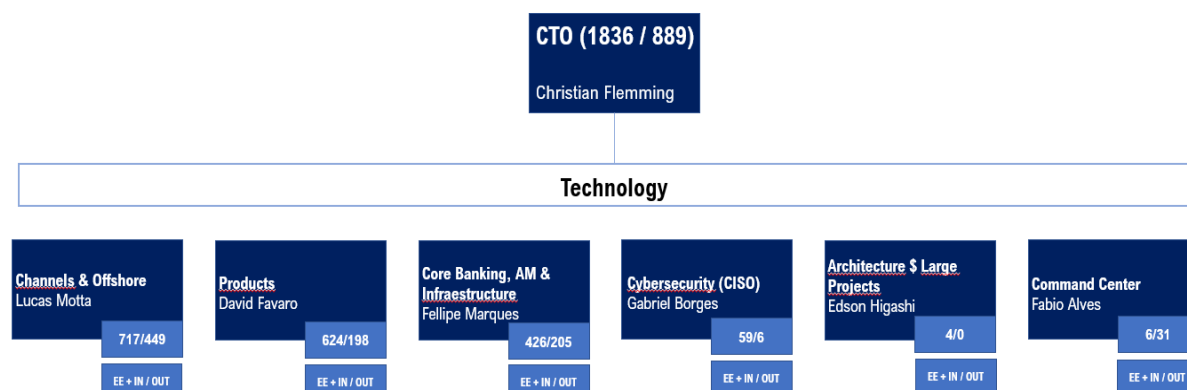 CTO (1836 / 889)
Christian Flemming
Technology
Channels & Offshore
Lucas Motta
717/449
EE + IN / OUT
Products
David Favaro
624/198
EE + IN / OUT
Core Banking, AM &
Infraestructure
Fellipe Marques
426/205
EE + IN / OUT
Cybersecurity (CISO)
Gabriel Borges
59/6
EE + IN / OUT
Architecture $ Large
Projects
Edson Higashi
4/0
EE + IN / OUT
Command Center
Fabio Alves
6/31
EE + IN / OUT